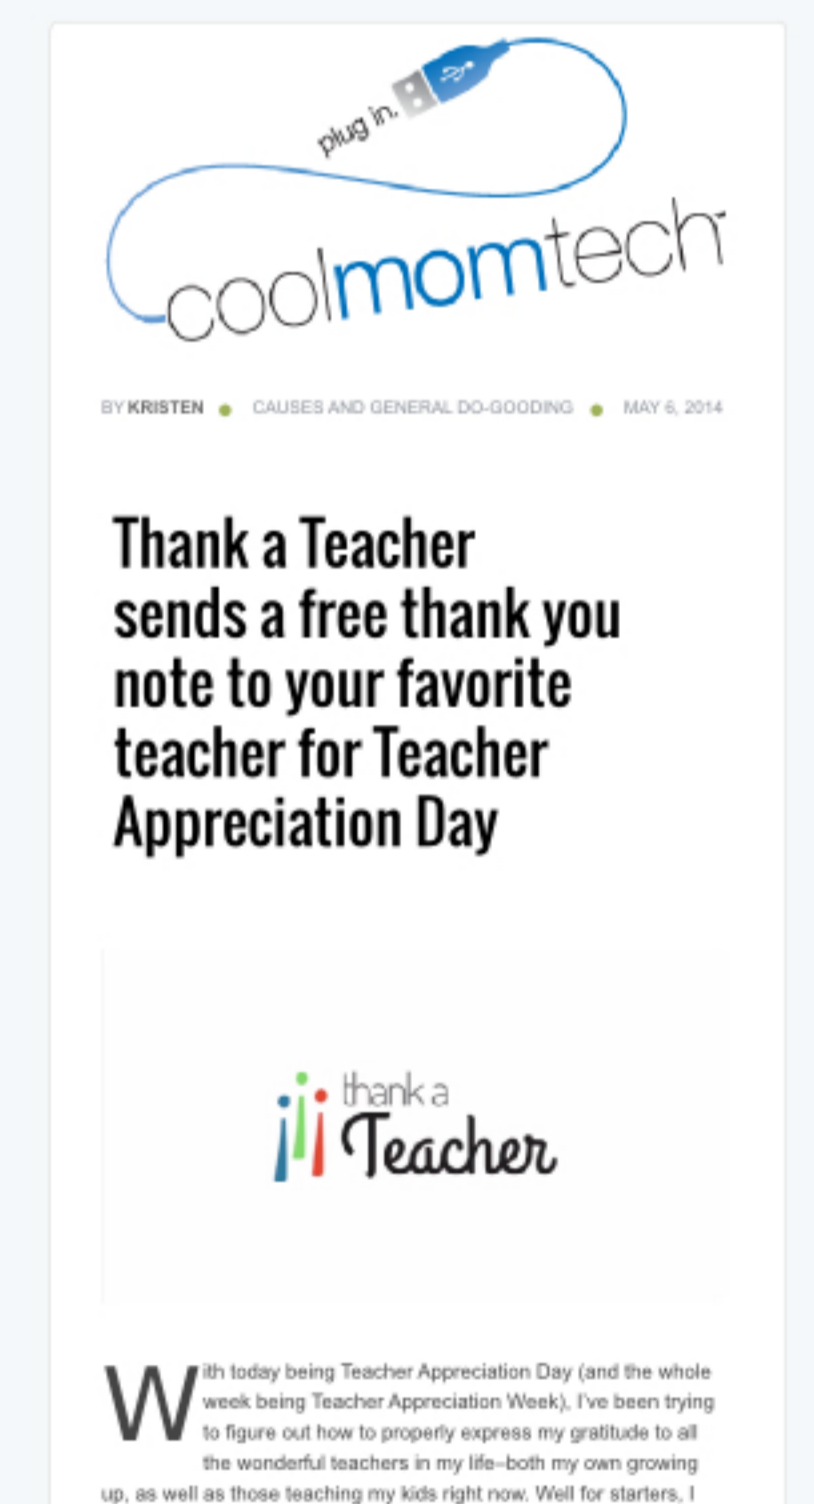 plug in.
coolmomtech
BY KRISTEN ● CAUSES AND GENERAL DO-GOODING ● MAY 6, 2014
Thank a Teacher
sends a free thank you
note to your favorite
teacher for Teacher
Appreciation Day
thank a
Teacher
With today being Teacher Appreciation Day (and the whole
week being Teacher Appreciation Week), I've been trying
to figure out how to properly express my gratitude to all
the wonderful teachers in my life–both my own growing
up, as well as those teaching my kids right now. Well for starters, I